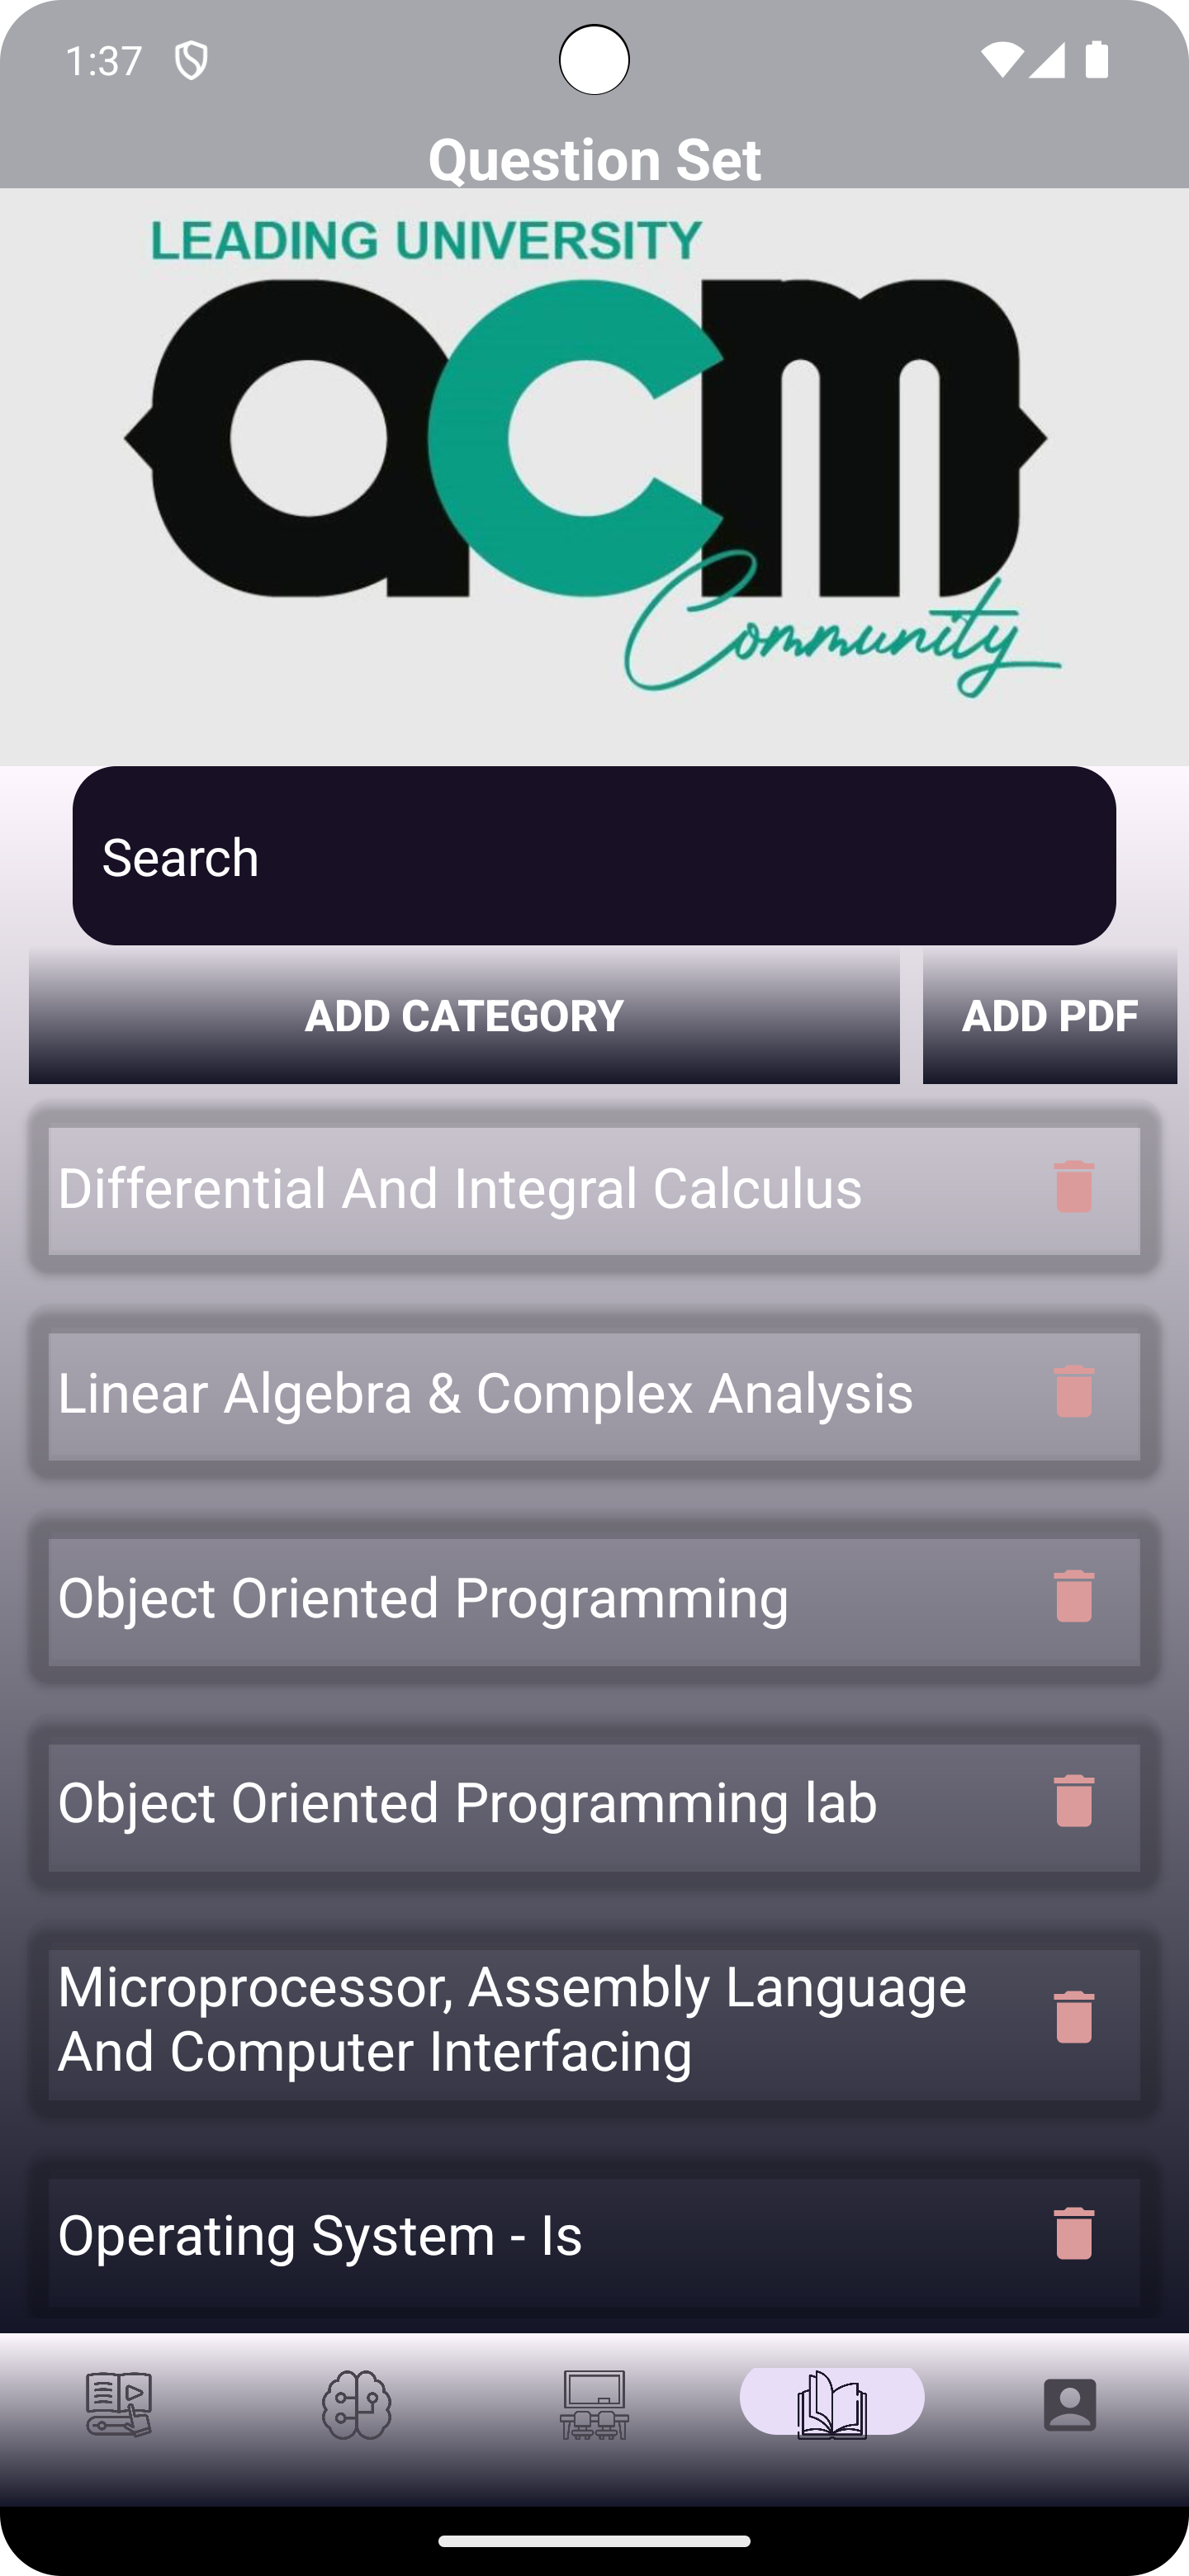 1:37
Question Set
LEADING UNIVERSITY
acm
Community
Search
ADD CATEGORY
ADD PDF
Differential And Integral Calculus
Linear Algebra & Complex Analysis
Object Oriented Programming
Object Oriented Programming lab
Microprocessor, Assembly Language
And Computer Interfacing
Operating System - Is